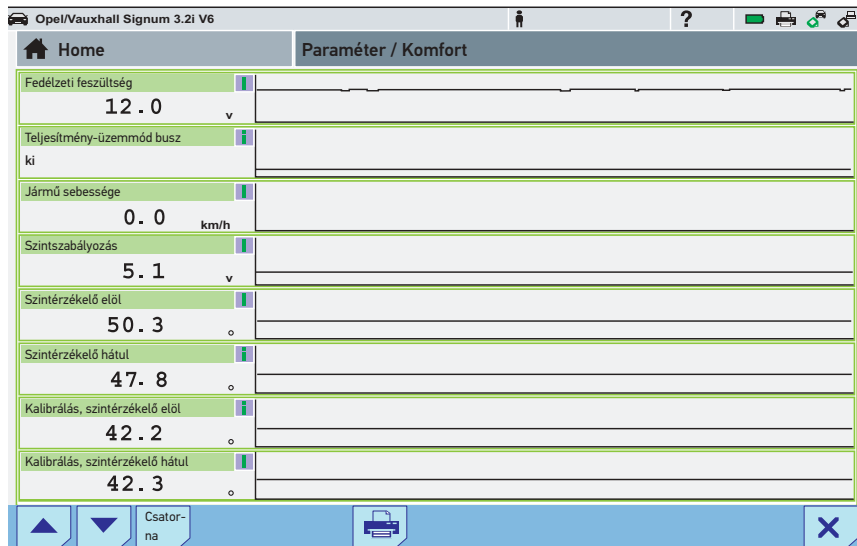 Opel/Vauxhall Signum 3.2i V6 ?
Home
Paraméter / Komfort
Fedélzeti feszültség i
12.0 v
Teljesítmény-üzemmód busz i
ki
Jármű sebessége i
0.0 km/h
Szintszabályozás i
5.1 v
Szintérzékelő elöl i
50.3 °
Szintérzékelő hátul i
47.8 °
Kalibrálás, szintérzékelő elöl i
42.2 °
Kalibrálás, szintérzékelő hátul i
42.3 °
Csator-
na